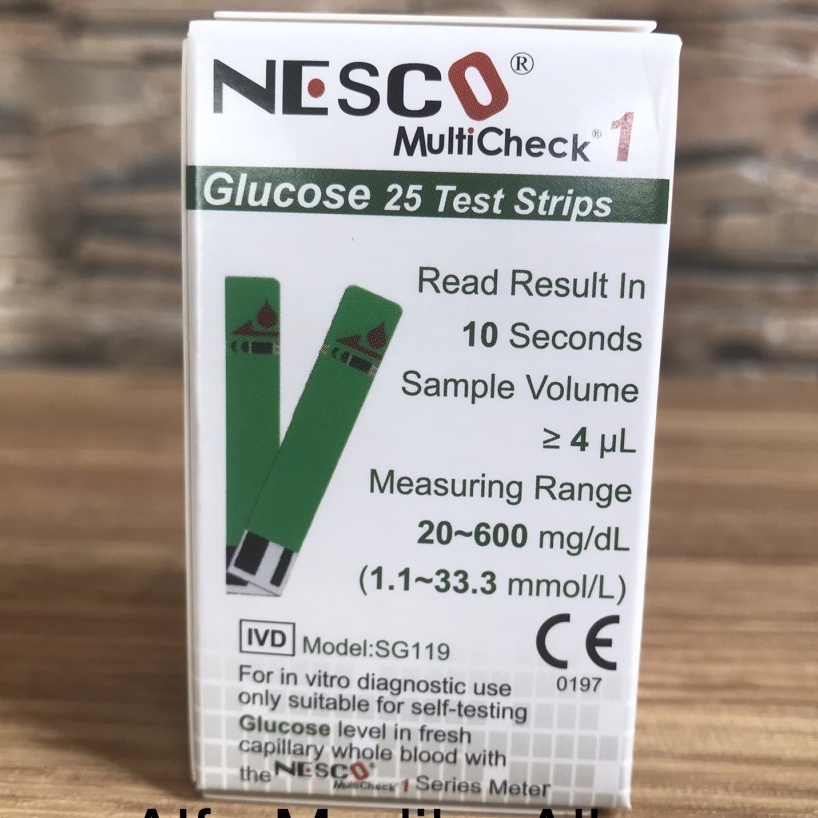 NESCO®
MultiCheck® 1
Glucose 25 Test Strips
Read Result In
10 Seconds
Sample Volume
≥ 4 µL
Measuring Range
20~600 mg/dL
(1.1~33.3 mmol/L)
IVD Model:SG119
CE
0197
For in vitro diagnostic use
only suitable for self-testing
Glucose level in fresh
capillary whole blood with
the NESCO® MultiCheck® 1 Series Meter